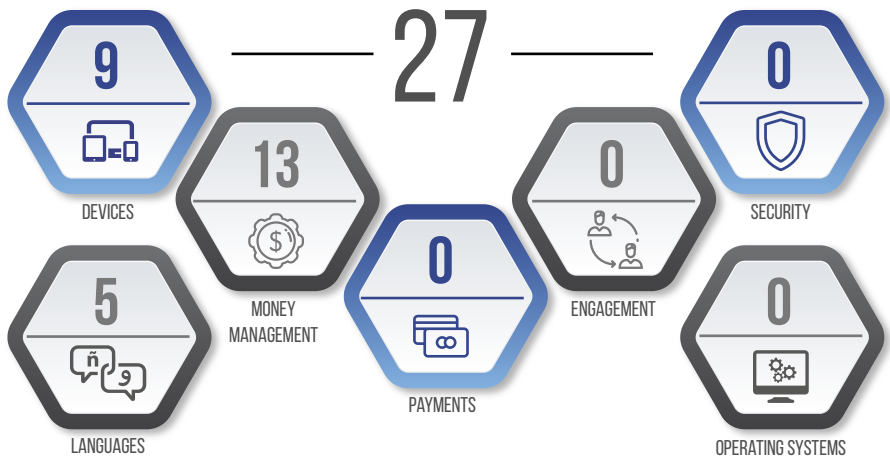 27
9
DEVICES
13
MONEY
MANAGEMENT
0
PAYMENTS
0
ENGAGEMENT
0
SECURITY
5
ñ و
LANGUAGES
0
OPERATING SYSTEMS